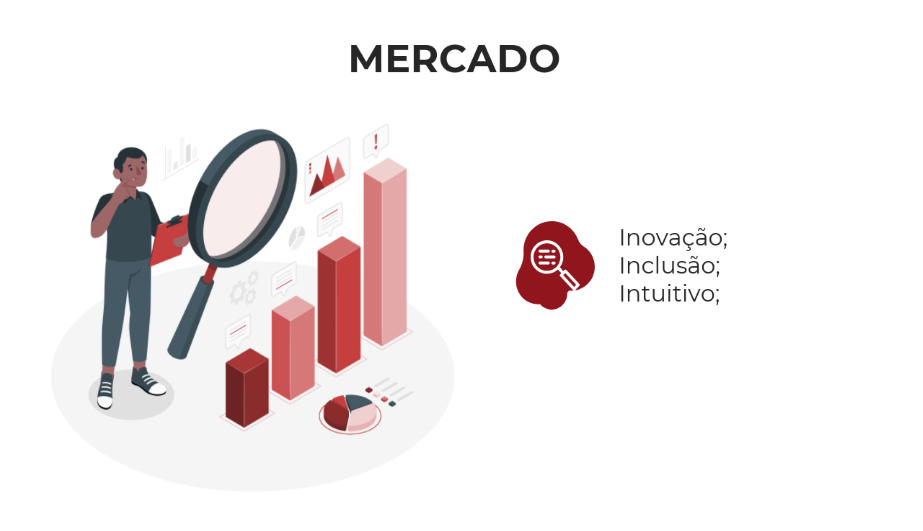 MERCADO
Inovação;
Inclusão;
Intuitivo;